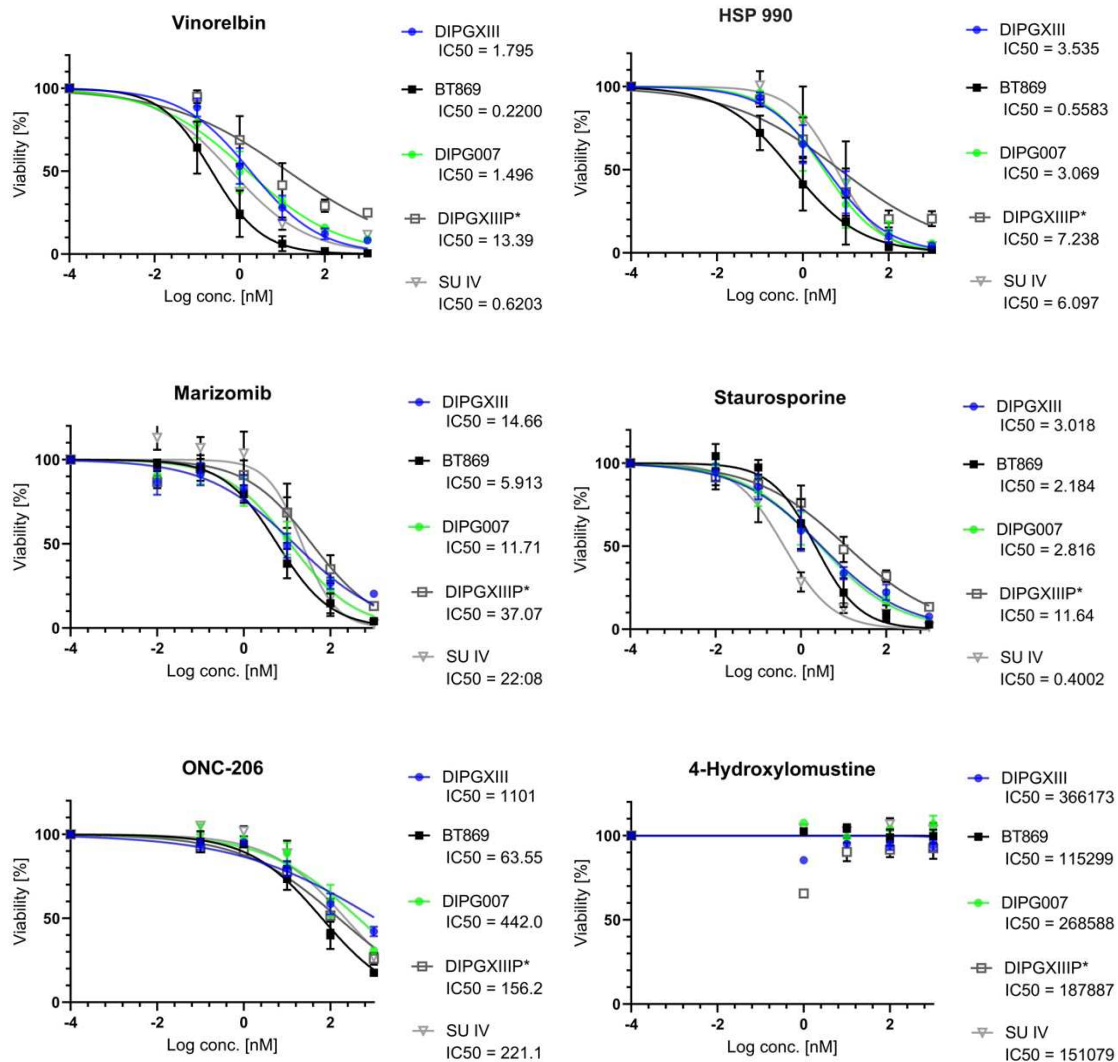 Vinorelbin
Viability [%]
100
50
0
-4
-2
0
2
Log conc. [nM]
DIPGXIII
IC50 = 1.795
BT869
IC50 = 0.2200
DIPG007
IC50 = 1.496
DIPGXIIIP*
IC50 = 13.39
SU IV
IC50 = 0.6203
HSP 990
Viability [%]
100
50
0
-4
-2
0
2
Log conc. [nM]
DIPGXIII
IC50 = 3.535
BT869
IC50 = 0.5583
DIPG007
IC50 = 3.069
DIPGXIIIP*
IC50 = 7.238
SU IV
IC50 = 6.097
Marizomib
Viability [%]
100
50
0
-4
-2
0
2
Log conc. [nM]
DIPGXIII
IC50 = 14.66
BT869
IC50 = 5.913
DIPG007
IC50 = 11.71
DIPGXIIIP*
IC50 = 37.07
SU IV
IC50 = 22:08
Staurosporine
Viability [%]
100
50
0
-4
-2
0
2
Log conc. [nM]
DIPGXIII
IC50 = 3.018
BT869
IC50 = 2.184
DIPG007
IC50 = 2.816
DIPGXIIIP*
IC50 = 11.64
SU IV
IC50 = 0.4002
ONC-206
Viability [%]
100
50
0
-4
-2
0
2
Log conc. [nM]
DIPGXIII
IC50 = 1101
BT869
IC50 = 63.55
DIPG007
IC50 = 442.0
DIPGXIIIP*
IC50 = 156.2
SU IV
IC50 = 221.1
4-Hydroxylomustine
Viability [%]
100
50
0
-4
-2
0
2
Log conc. [nM]
DIPGXIII
IC50 = 366173
BT869
IC50 = 115299
DIPG007
IC50 = 268588
DIPGXIIIP*
IC50 = 187887
SU IV
IC50 = 151079